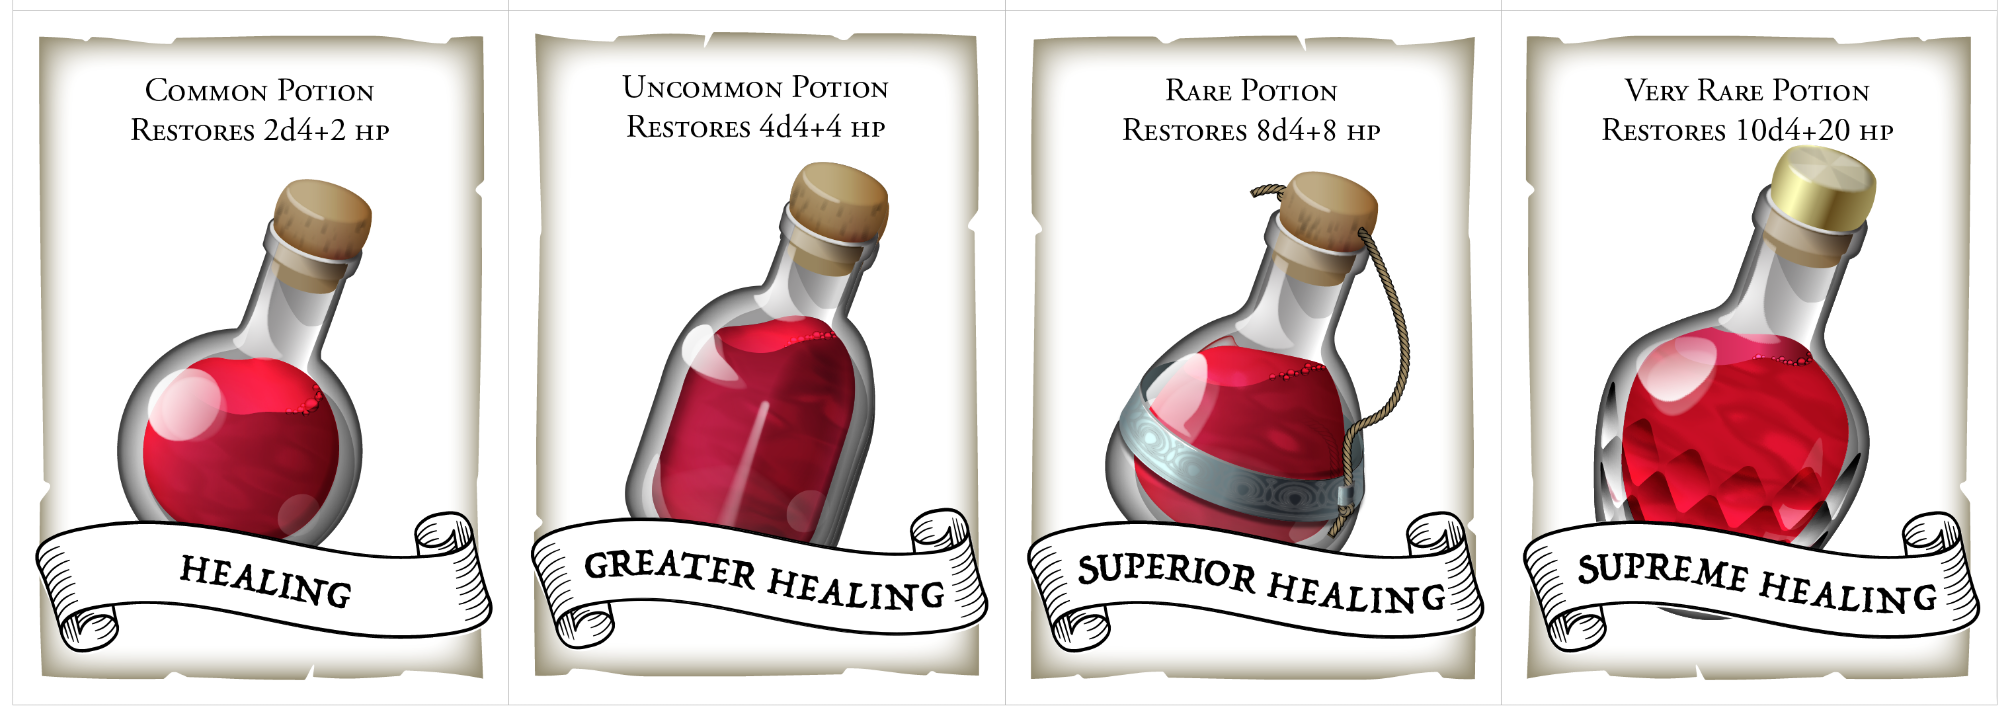 Common Potion
Restores 2d4+2 hp
Healing
Uncommon Potion
Restores 4d4+4 hp
Greater Healing
Rare Potion
Restores 8d4+8 hp
Superior Healing
Very Rare Potion
Restores 10d4+20 hp
Supreme Healing